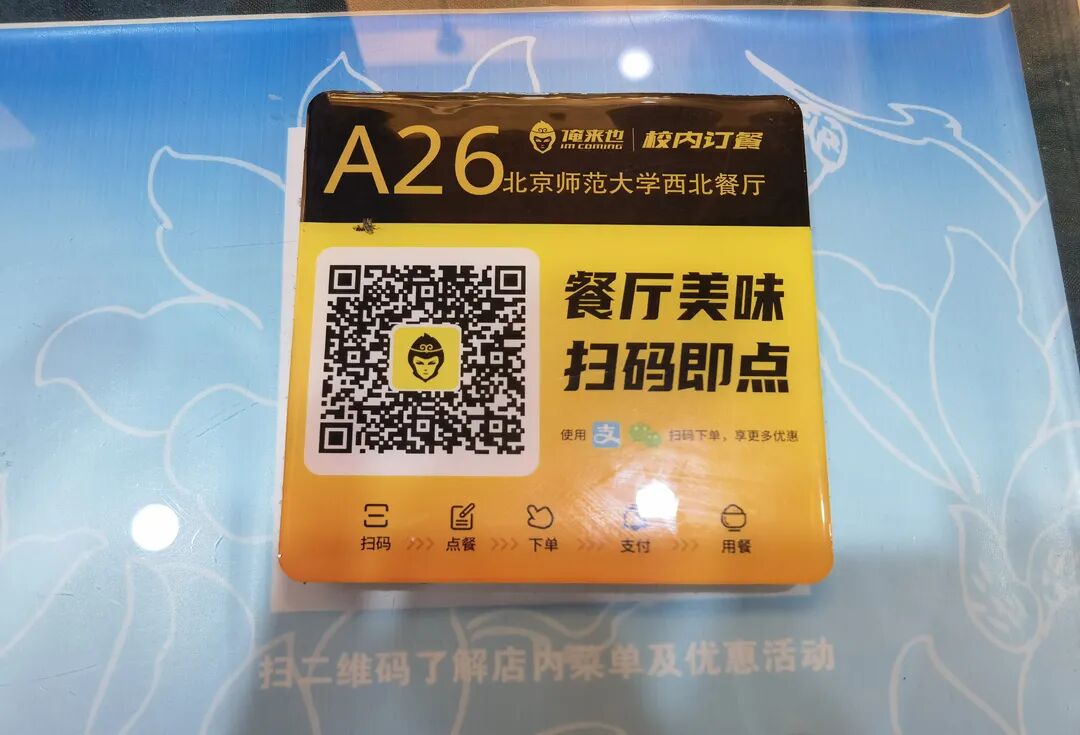 A26
俺来也
IM COMING
校内订餐
北京师范大学西北餐厅
餐厅美味
扫码即点
使用 支 扫码下单，享更多优惠
扫码 >>> 点餐 >>> 下单 >>> 支付 >>> 用餐
扫二维码了解店内菜单及优惠活动